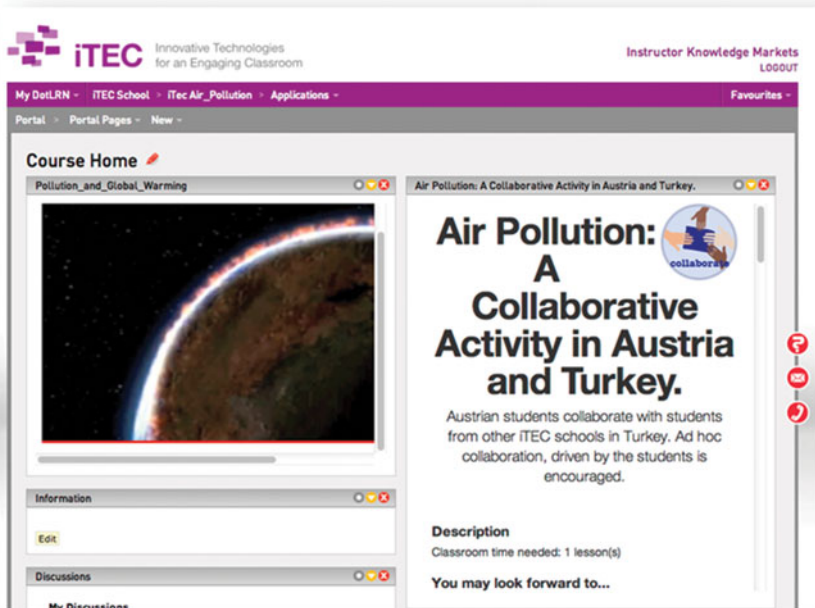 iTEC
Innovative Technologies
for an Engaging Classroom
Instructor Knowledge Markets
LOGOUT
My DotLRN
iTEC School > iTec Air_Pollution > Applications
Favourites
Portal > Portal Pages New
Course Home
Pollution_and_Global_Warming
Air Pollution: A Collaborative Activity in Austria and Turkey.
Air Pollution:
A
Collaborative
Activity in Austria
and Turkey.
collaborate
Austrian students collaborate with students
from other iTEC schools in Turkey. Ad hoc
collaboration, driven by the students is
encouraged.
Description
Classroom time needed: 1 lesson(s)
You may look forward to...
Information
Edit
Discussions
My Discussions